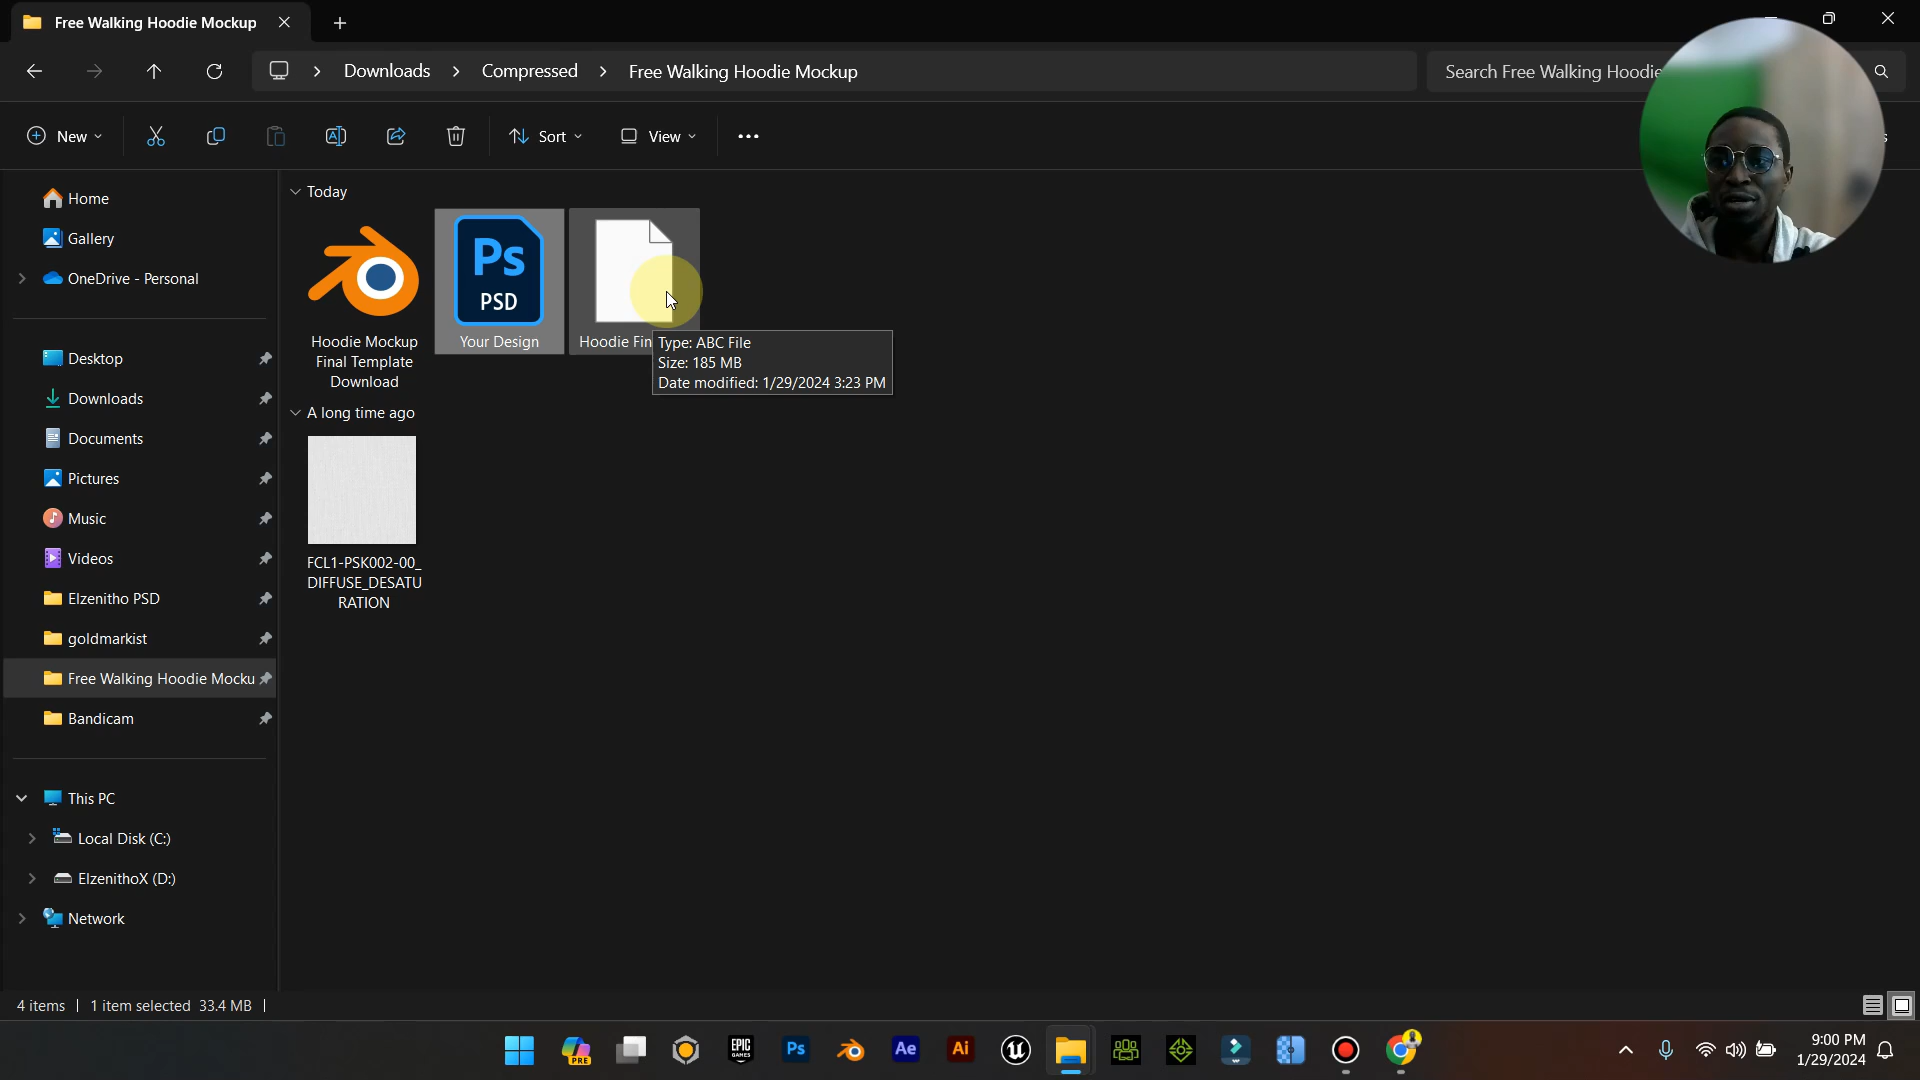 Free Walking Hoodie Mockup
Downloads
Compressed
Free Walking Hoodie Mockup
Search Free Walking Hoodie
New
Sort
View
Home
Gallery
OneDrive - Personal
Desktop
Downloads
Documents
Pictures
Music
Videos
Elzenitho PSD
goldmarkist
Free Walking Hoodie Mocku
Bandicam
This PC
Local Disk (C:)
ElzenithoX (D:)
Network
Today
Hoodie Mockup
Final Template
Download
Ps
PSD
Your Design
Hoodie Fin
Type: ABC File
Size: 185 MB
Date modified: 1/29/2024 3:23 PM
A long time ago
FCL1-PSK002-00_
DIFFUSE_DESATU
RATION
4 items
1 item selected 33.4 MB
PRE
EPIC
GAMES
Ps
Ae
Ai
9:00 PM
1/29/2024